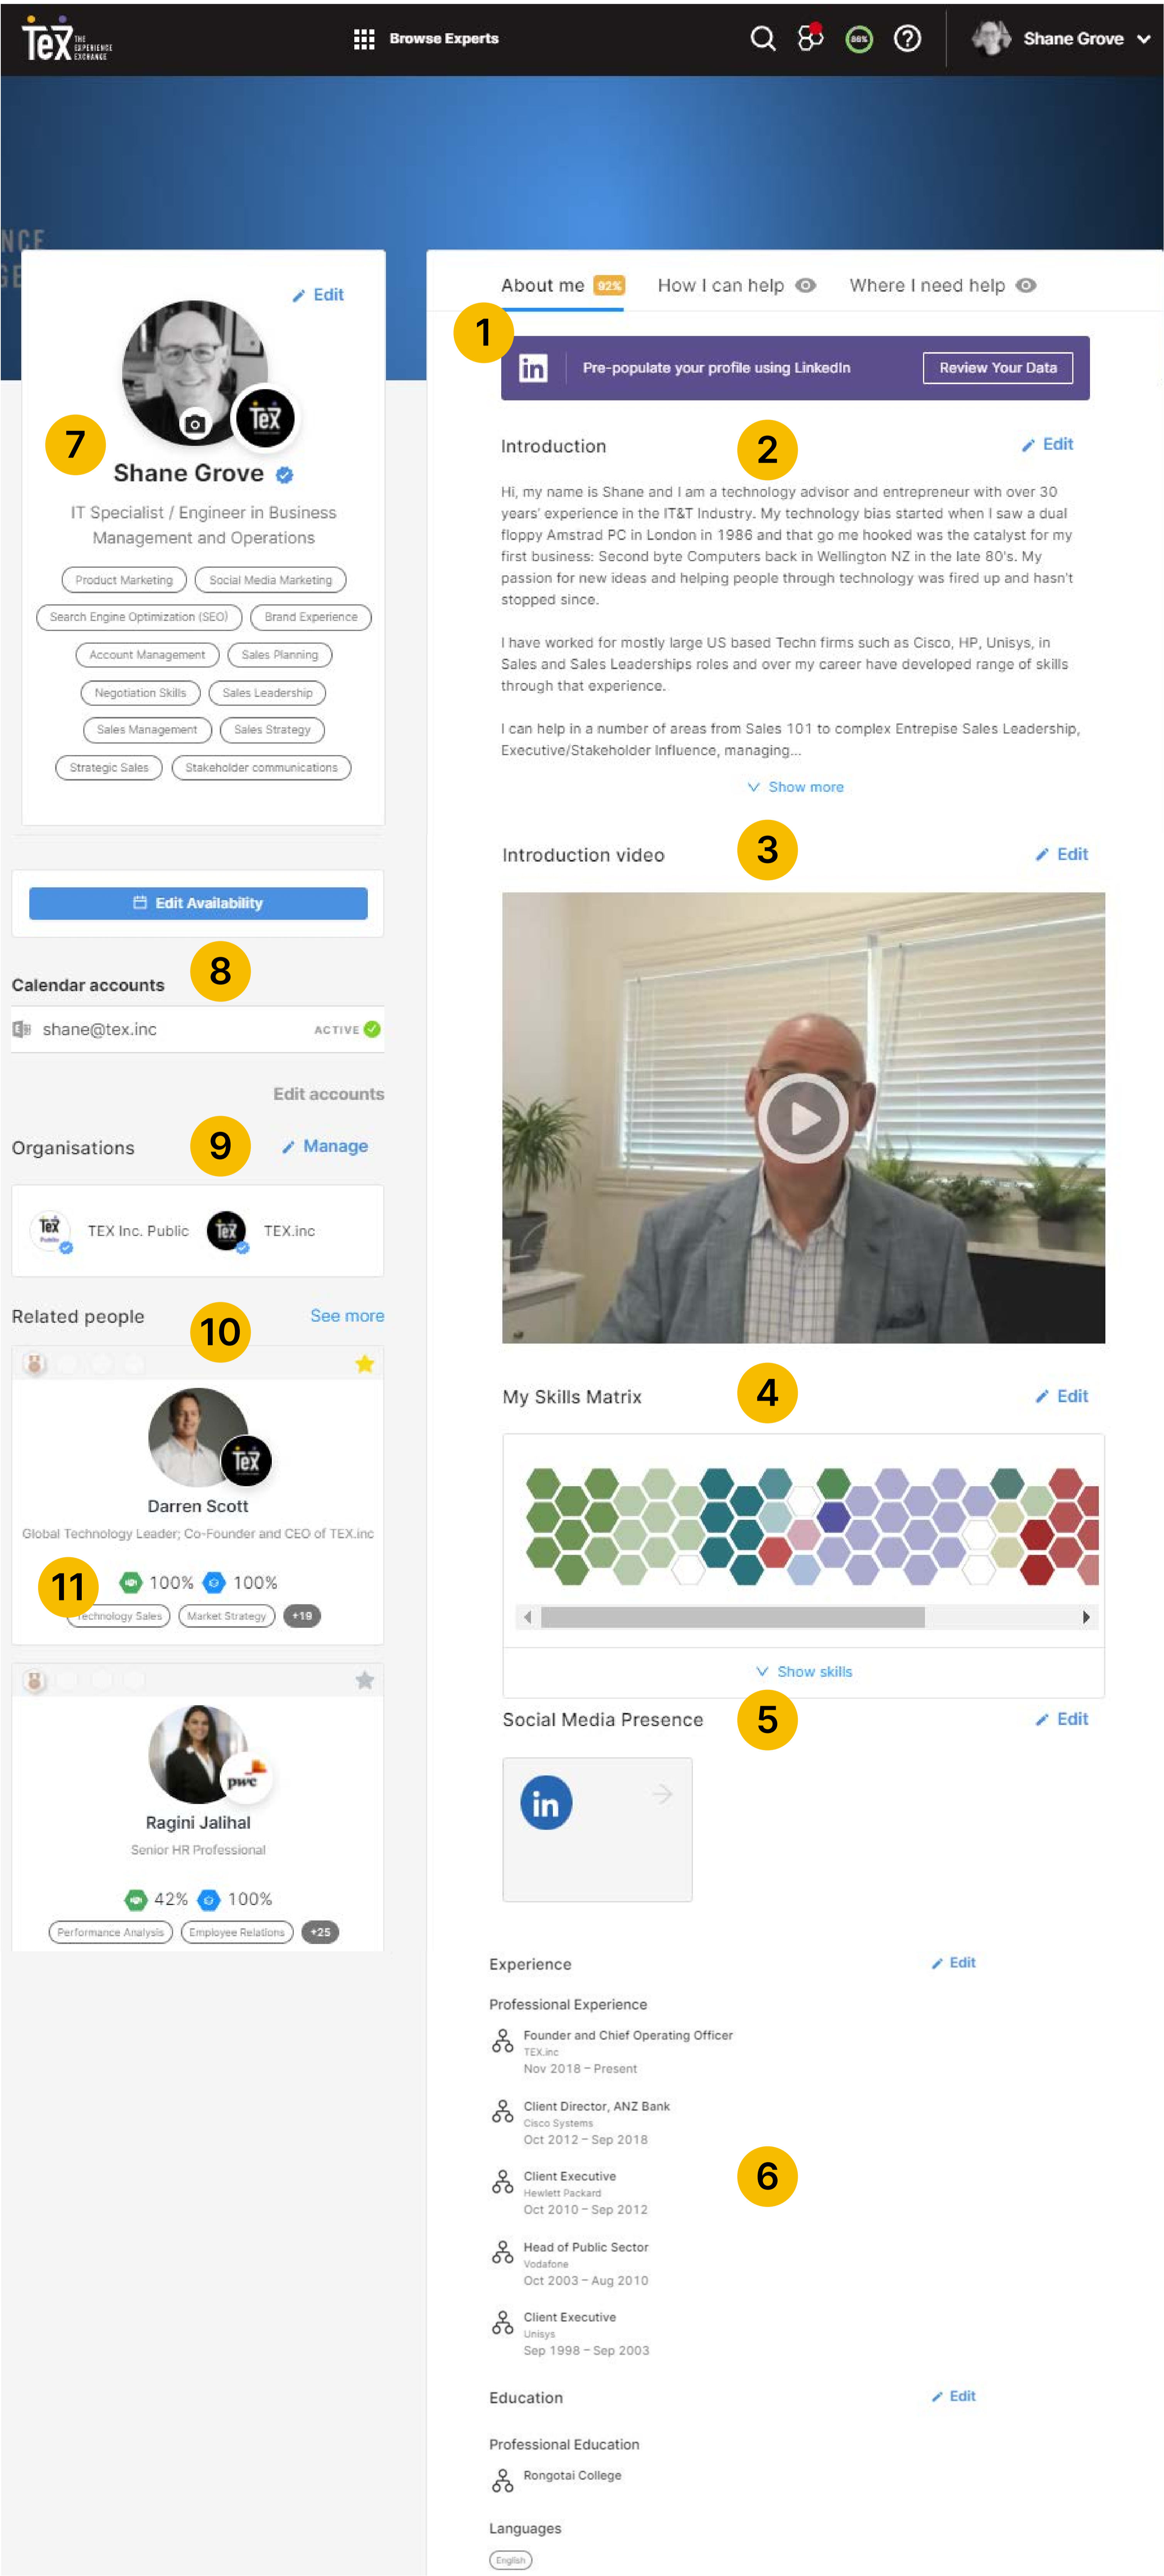 TeX THE EXPERIENCE EXCHANGE
Browse Experts
86%
Shane Grove
NCE
GE
Edit
TeX
7
Shane Grove
IT Specialist / Engineer in Business
Management and Operations
Product Marketing
Social Media Marketing
Search Engine Optimization (SEO)
Brand Experience
Account Management
Sales Planning
Negotiation Skills
Sales Leadership
Sales Management
Sales Strategy
Strategic Sales
Stakeholder communications
Edit Availability
8
Calendar accounts
shane@tex.inc
ACTIVE
Edit accounts
Organisations
9
Manage
TeX Public
TEX Inc. Public
TeX
TEX.inc
Related people
10
See more
TeX
Darren Scott
Global Technology Leader; Co-Founder and CEO of TEX.inc
11
100%
100%
Technology Sales
Market Strategy
+19
pwc
Ragini Jalihal
Senior HR Professional
42%
100%
Performance Analysis
Employee Relations
+25
About me 92%
How I can help
Where I need help
1
in
Pre-populate your profile using LinkedIn
Review Your Data
Introduction
2
Edit
Hi, my name is Shane and I am a technology advisor and entrepreneur with over 30
years' experience in the IT&T Industry. My technology bias started when I saw a dual
floppy Amstrad PC in London in 1986 and that go me hooked was the catalyst for my
first business: Second byte Computers back in Wellington NZ in the late 80's. My
passion for new ideas and helping people through technology was fired up and hasn't
stopped since.
I have worked for mostly large US based Techn firms such as Cisco, HP, Unisys, in
Sales and Sales Leaderships roles and over my career have developed range of skills
through that experience.
I can help in a number of areas from Sales 101 to complex Entrepise Sales Leadership,
Executive/Stakeholder Influence, managing...
Show more
Introduction video
3
Edit
My Skills Matrix
4
Edit
Show skills
Social Media Presence
5
Edit
in
Experience
Edit
Professional Experience
Founder and Chief Operating Officer
TEX.inc
Nov 2018 – Present
Client Director, ANZ Bank
Cisco Systems
Oct 2012 – Sep 2018
Client Executive
6
Hewlett Packard
Oct 2010 – Sep 2012
Head of Public Sector
Vodafone
Oct 2003 – Aug 2010
Client Executive
Unisys
Sep 1998 – Sep 2003
Education
Edit
Professional Education
Rongotai College
Languages
English